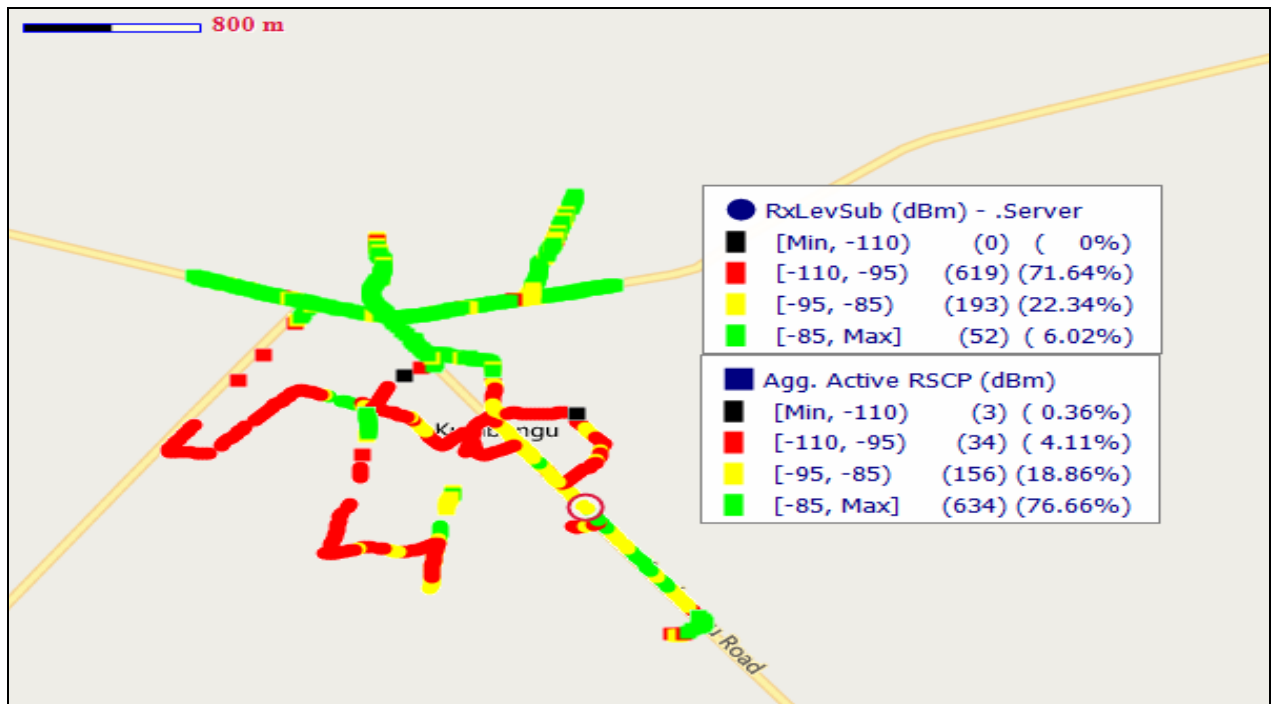 800 m
RxLevSub (dBm) - .Server
[Min, -110) (0) ( 0%)
[-110, -95) (619) (71.64%)
[-95, -85) (193) (22.34%)
[-85, Max] (52) ( 6.02%)
Agg. Active RSCP (dBm)
[Min, -110) (3) ( 0.36%)
[-110, -95) (34) ( 4.11%)
[-95, -85) (156) (18.86%)
[-85, Max] (634) (76.66%)
Road